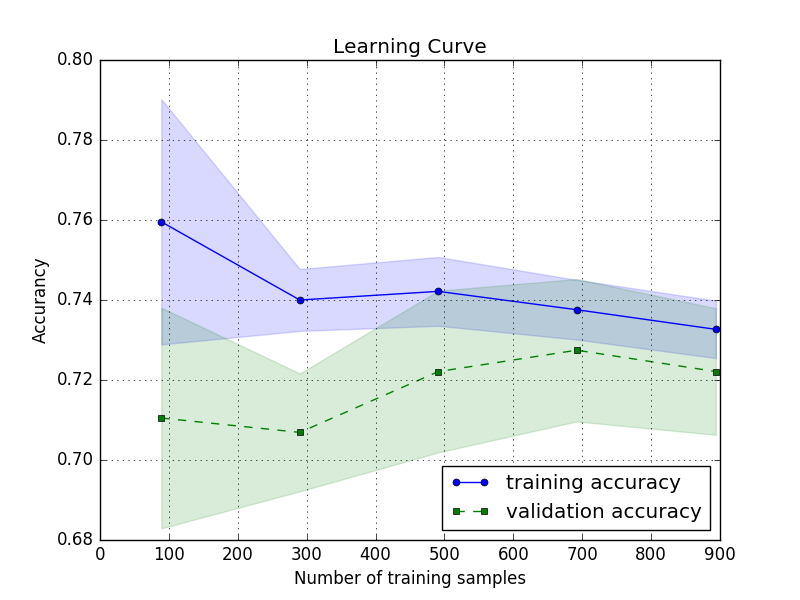 Learning Curve
0.80
0.78
0.76
0.74
0.72
0.70
0.68
Accurancy
0 100 200 300 400 500 600 700 800 900
Number of training samples
training accuracy
validation accuracy